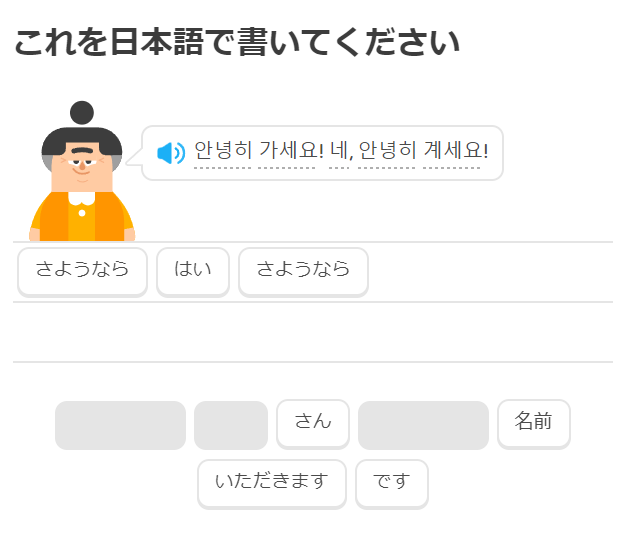 これを日本語で書いてください
안녕히 가세요! 네, 안녕히 계세요!
さようなら はい さようなら
さん 名前
いただきます です